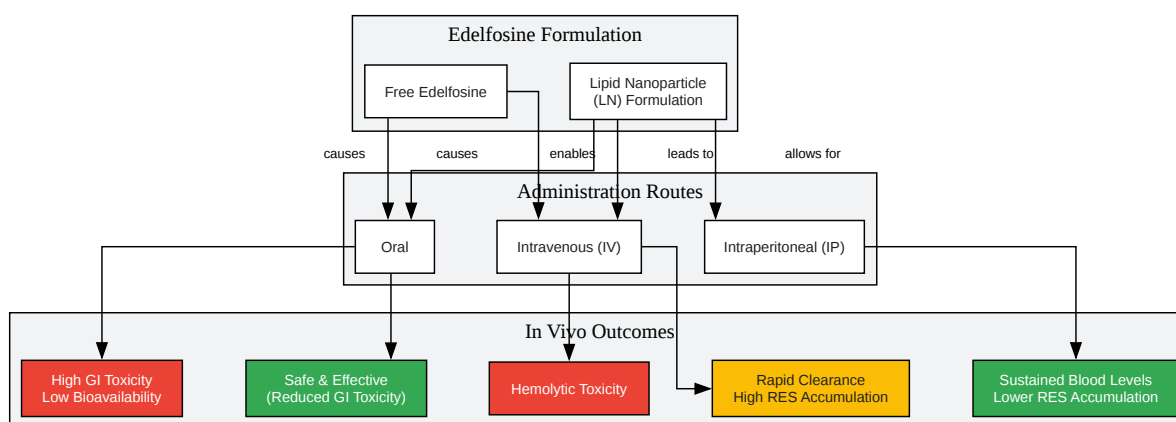 Edelfosine Formulation
Free Edelfosine
Lipid Nanoparticle
(LN) Formulation
causes
causes
enables
leads to
allows for
Administration Routes
Oral
Intravenous (IV)
Intraperitoneal (IP)
In Vivo Outcomes
High GI Toxicity
Low Bioavailability
Safe & Effective
(Reduced GI Toxicity)
Hemolytic Toxicity
Rapid Clearance
High RES Accumulation
Sustained Blood Levels
Lower RES Accumulation